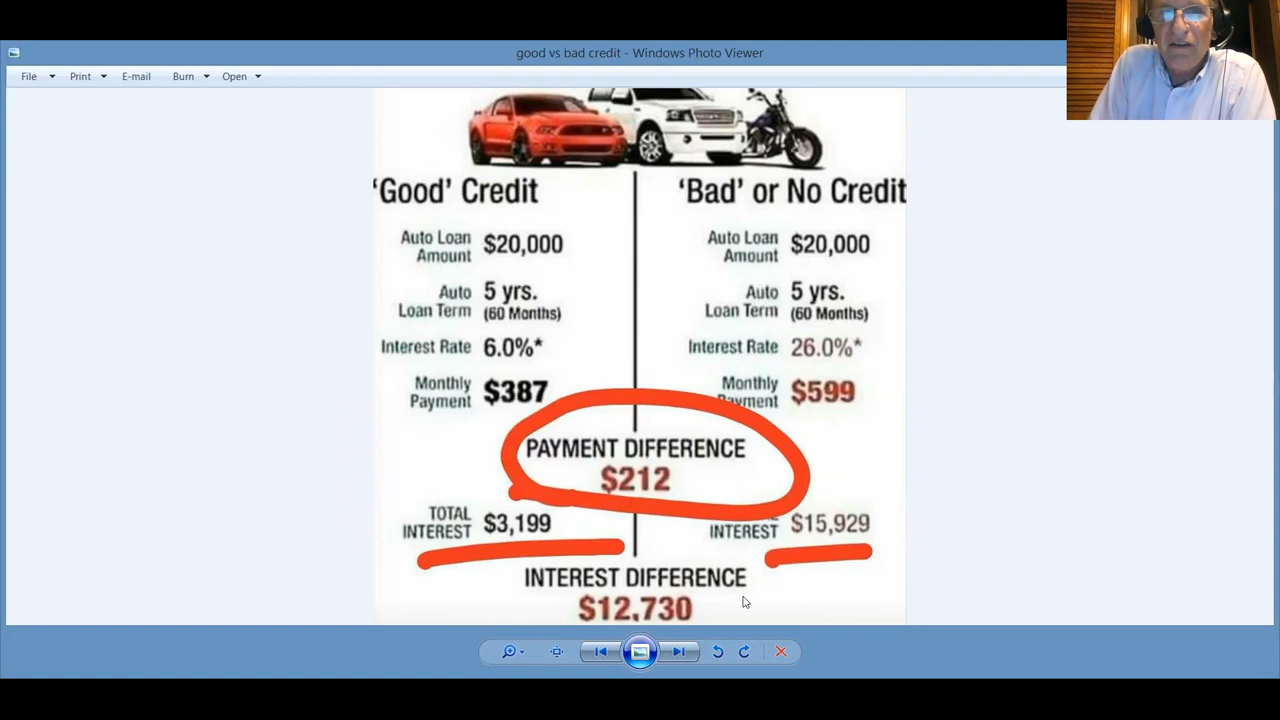 good vs bad credit - Windows Photo Viewer
File Print E-mail Burn Open
'Good' Credit
Auto Loan Amount $20,000
Auto Loan Term 5 yrs. (60 Months)
Interest Rate 6.0%*
Monthly Payment $387
'Bad' or No Credit
Auto Loan Amount $20,000
Auto Loan Term 5 yrs. (60 Months)
Interest Rate 26.0%*
Monthly Payment $599
PAYMENT DIFFERENCE
$212
TOTAL INTEREST $3,199
INTEREST $15,929
INTEREST DIFFERENCE
$12,730